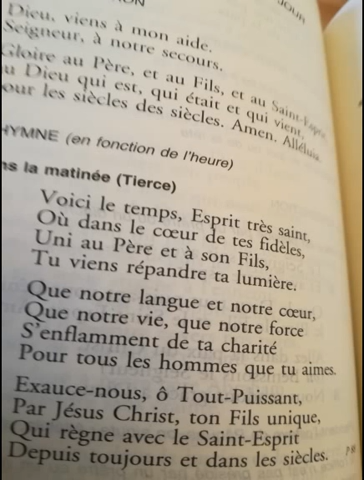 JOUR
Dieu, viens à mon aide.
Seigneur, à notre secours.
Gloire au Père, et au Fils, et au Saint-Esprit,
au Dieu qui est, qui était et qui vient,
pour les siècles des siècles. Amen. Alléluia.
HYMNE (en fonction de l'heure)
ns la matinée (Tierce)
Voici le temps, Esprit très saint,
Où dans le cœur de tes fidèles,
Uni au Père et à son Fils,
Tu viens répandre ta lumière.
Que notre langue et notre cœur,
Que notre vie, que notre force
S'enflamment de ta charité
Pour tous les hommes que tu aimes.
Exauce-nous, ô Tout-Puissant,
Par Jésus Christ, ton Fils unique,
Qui règne avec le Saint-Esprit
Depuis toujours et dans les siècles.